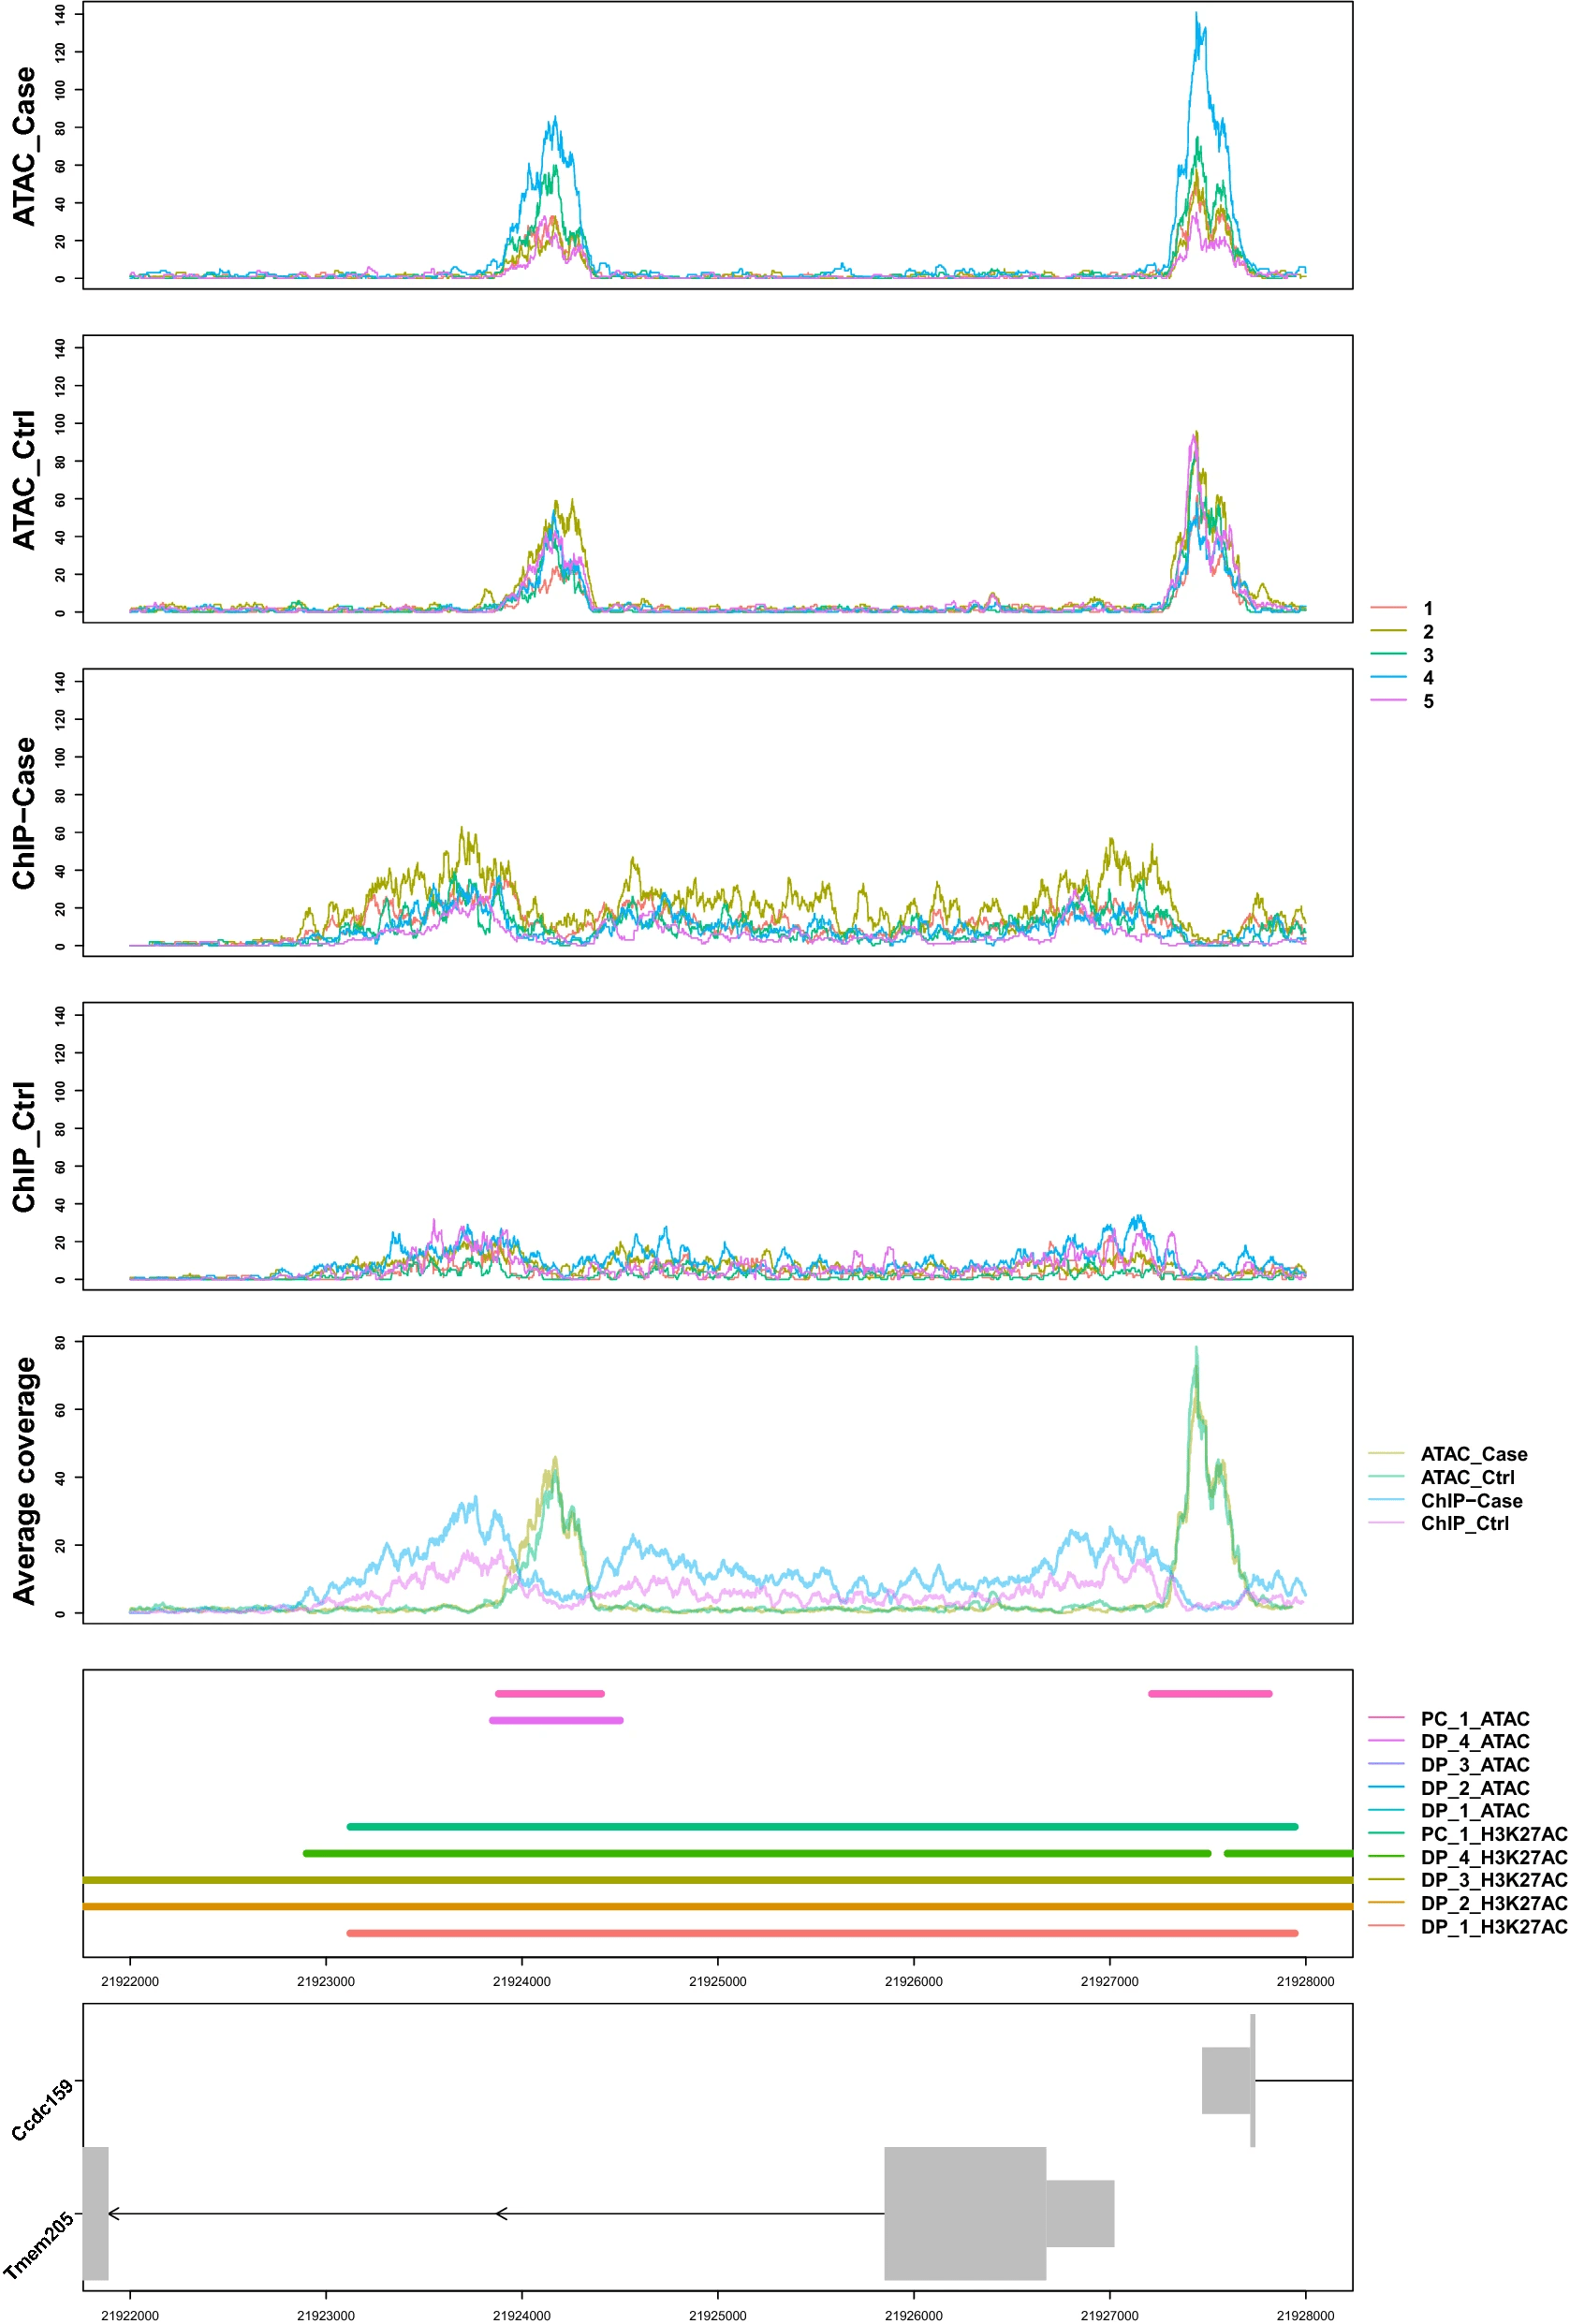 ATAC_Case
0 20 40 60 80 100 120 140
ATAC_Ctrl
0 20 40 60 80 100 120 140
1
2
3
4
5
ChIP−Case
0 20 40 60 80 100 120 140
ChIP_Ctrl
0 20 40 60 80 100 120 140
Average coverage
0 20 40 60 80
ATAC_Case
ATAC_Ctrl
ChIP−Case
ChIP_Ctrl
PC_1_ATAC
DP_4_ATAC
DP_3_ATAC
DP_2_ATAC
DP_1_ATAC
PC_1_H3K27AC
DP_4_H3K27AC
DP_3_H3K27AC
DP_2_H3K27AC
DP_1_H3K27AC
21922000 21923000 21924000 21925000 21926000 21927000 21928000
Ccdc159
Tmem205
21922000 21923000 21924000 21925000 21926000 21927000 21928000